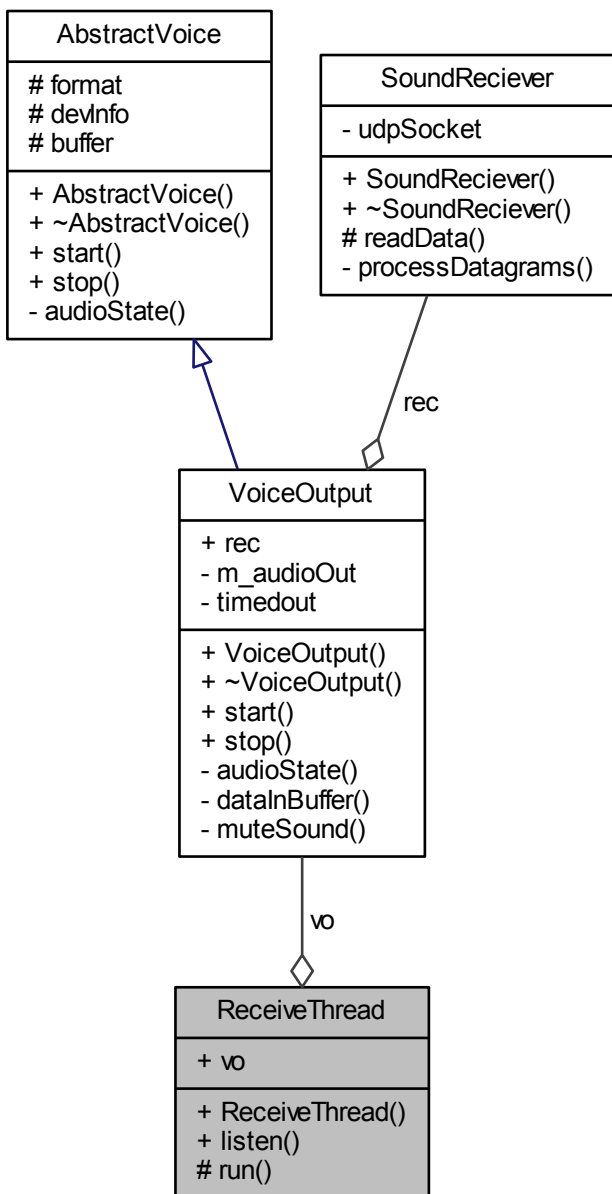 AbstractVoice
# format
# devInfo
# buffer
+ AbstractVoice()
+ ~AbstractVoice()
+ start()
+ stop()
- audioState()
SoundReciever
- udpSocket
+ SoundReciever()
+ ~SoundReciever()
# readData()
- processDatagrams()
rec
VoiceOutput
+ rec
- m_audioOut
- timedout
+ VoiceOutput()
+ ~VoiceOutput()
+ start()
+ stop()
- audioState()
- dataInBuffer()
- muteSound()
vo
ReceiveThread
+ vo
+ ReceiveThread()
+ listen()
# run()